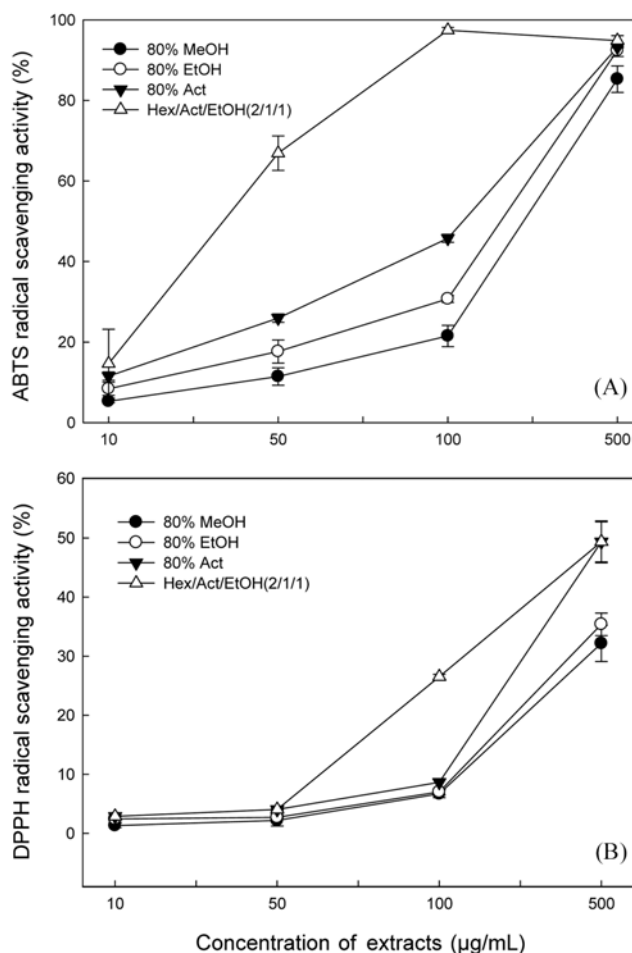 100
80
60
40
20
0
ABTS radical scavenging activity (%)
80% MeOH
80% EtOH
80% Act
Hex/Act/EtOH(2/1/1)
(A)
10 50 100 500
60
50
40
30
20
10
0
DPPH radical scavenging activity (%)
80% MeOH
80% EtOH
80% Act
Hex/Act/EtOH(2/1/1)
(B)
10 50 100 500
Concentration of extracts (µg/mL)